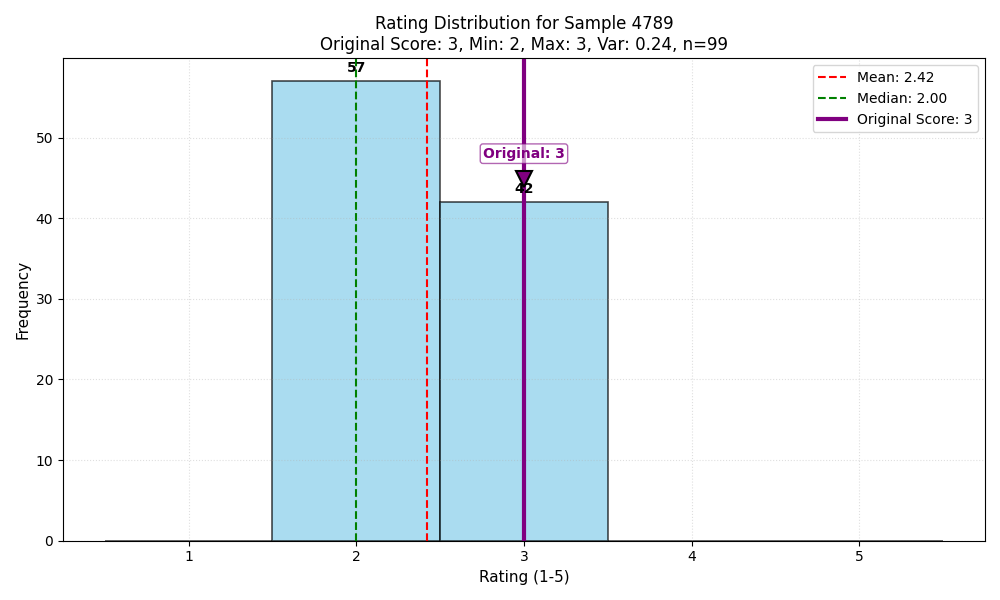 Rating Distribution for Sample 4789
Original Score: 3, Min: 2, Max: 3, Var: 0.24, n=99
57
Mean: 2.42
Median: 2.00
Original Score: 3
Original: 3
42
Frequency
50
40
30
20
10
0
1 2 3 4 5
Rating (1-5)